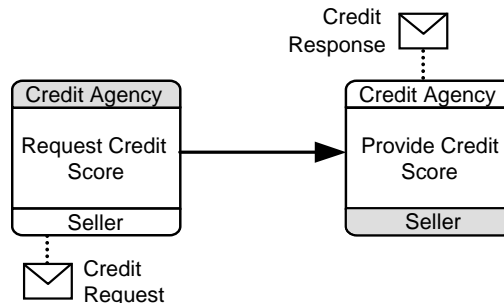 Credit
Response
Credit Agency
Request Credit
Score
Seller
Credit
Request
Credit Agency
Provide Credit
Score
Seller